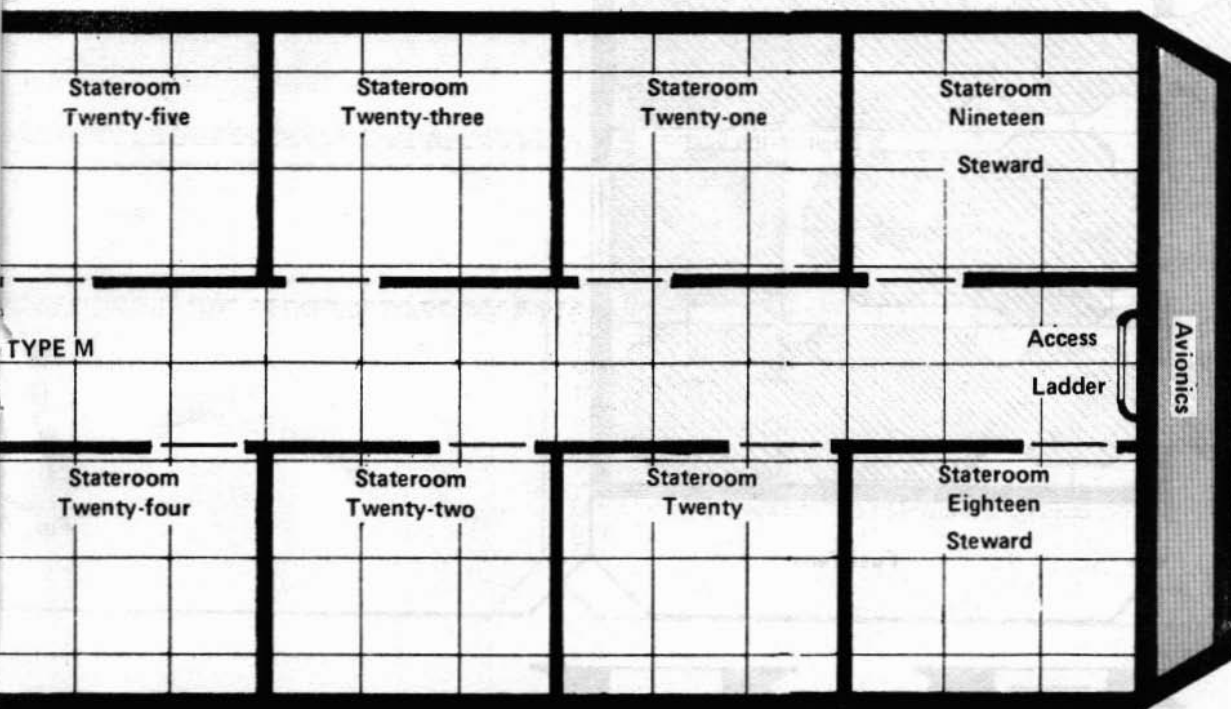 Stateroom
Twenty-five
Stateroom
Twenty-three
Stateroom
Twenty-one
Stateroom
Nineteen
Steward
TYPE M
Access
Ladder
Avionics
Stateroom
Twenty-four
Stateroom
Twenty-two
Stateroom
Twenty
Stateroom
Eighteen
Steward